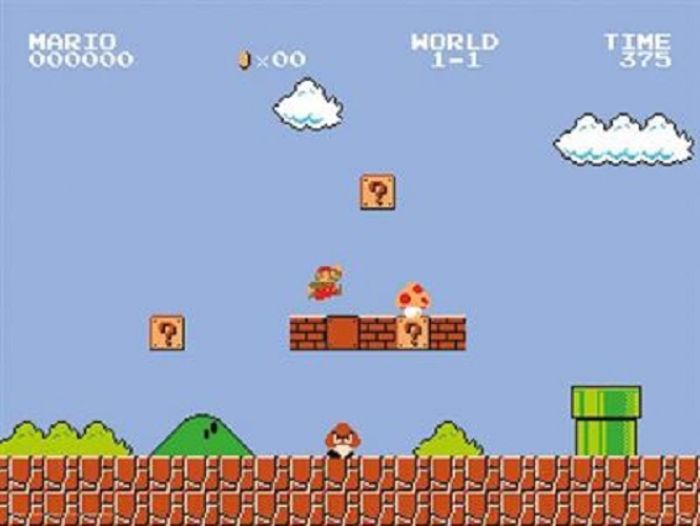 MARIO
000000
×00
WORLD
1-1
TIME
375
?
?
?